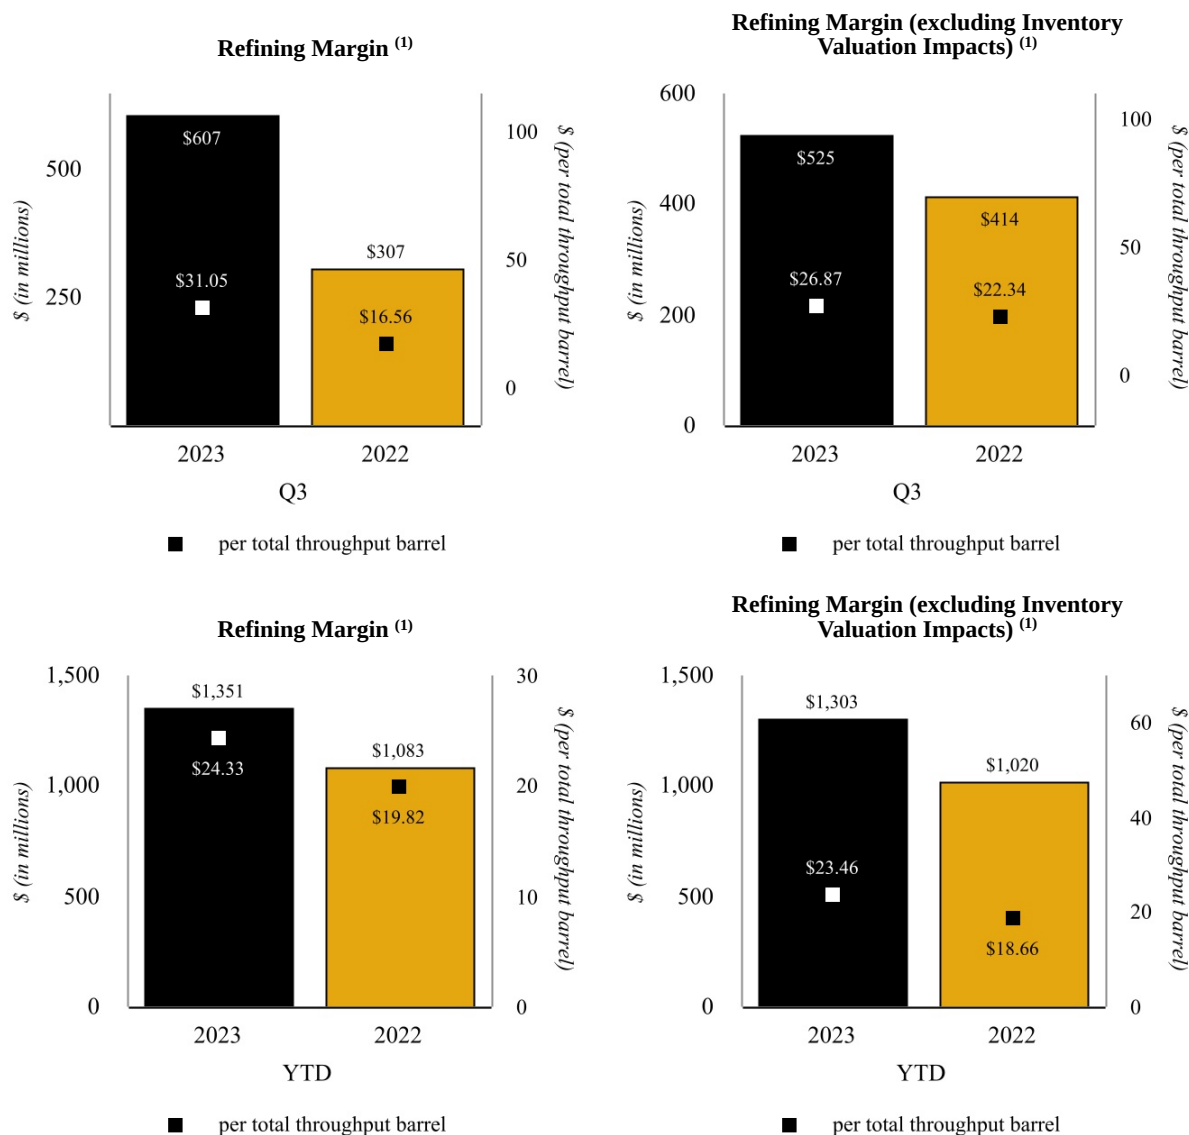 Refining Margin (1)
$ (in millions)
500
250
$607
$31.05
$307
$16.56
100
50
0
$ (per total throughput barrel)
2023
2022
Q3
per total throughput barrel
Refining Margin (excluding Inventory
Valuation Impacts) (1)
$ (in millions)
600
400
200
0
$525
$26.87
$414
$22.34
100
50
0
$ (per total throughput barrel)
2023
2022
Q3
per total throughput barrel
Refining Margin (1)
$ (in millions)
1,500
1,000
500
0
$1,351
$24.33
$1,083
$19.82
30
20
10
0
$ (per total throughput barrel)
2023
2022
YTD
per total throughput barrel
Refining Margin (excluding Inventory
Valuation Impacts) (1)
$ (in millions)
1,500
1,000
500
0
$1,303
$23.46
$1,020
$18.66
60
40
20
0
$ (per total throughput barrel)
2023
2022
YTD
per total throughput barrel